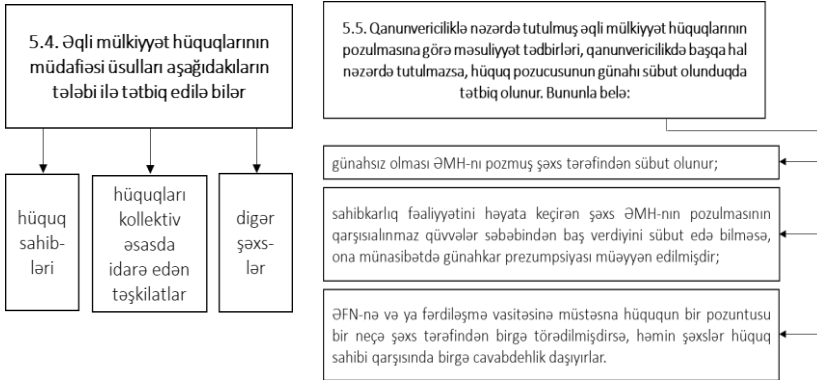 5.4. Əqli mülkiyyət hüquqlarının
müdafiəsi üsulları aşağıdakıların
tələbi ilə tətbiq edilə bilər
hüquq
sahib-
ləri
hüquqları
kollektiv
əsasda
idarə edən
təşkilatlar
digər
şəxs-
lər
5.5. Qanunvericiliklə nəzərdə tutulmuş əqli mülkiyyət hüquqlarının
pozulmasına görə məsuliyyət tədbirləri, qanunvericilikdə başqa hal
nəzərdə tutulmazsa, hüquq pozucusunun günahı sübut olunduqda
tətbiq olunur. Bununla belə:
günahsız olması ƏMH-nı pozmuş şəxs tərəfindən sübut olunur;
sahibkarlıq fəaliyyətini həyata keçirən şəxs ƏMH-nın pozulmasının
qarşısıalınmaz qüvvələr səbəbindən baş verdiyini sübut edə bilməsə,
ona münasibətdə günahkar prezumpsiyası müəyyən edilmişdir;
ƏFN-nə və ya fərdiləşmə vasitəsinə müstəsna hüququn bir pozuntusu
bir neçə şəxs tərəfindən birgə törədilmişdirsə, həmin şəxslər hüquq
sahibi qarşısında birgə cavabdehlik daşıyırlar.